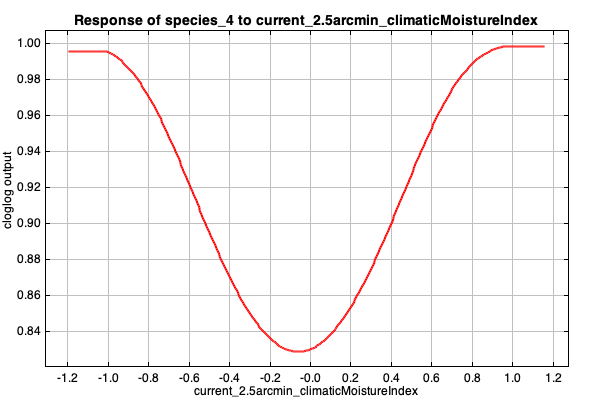 Response of species_4 to current_2.5arcmin_climaticMoistureIndex
1.00
0.98
0.96
0.94
0.92
0.90
0.88
0.86
0.84
cloglog output
-1.2 -1.0 -0.8 -0.6 -0.4 -0.2 -0.0 0.2 0.4 0.6 0.8 1.0 1.2
current_2.5arcmin_climaticMoistureIndex